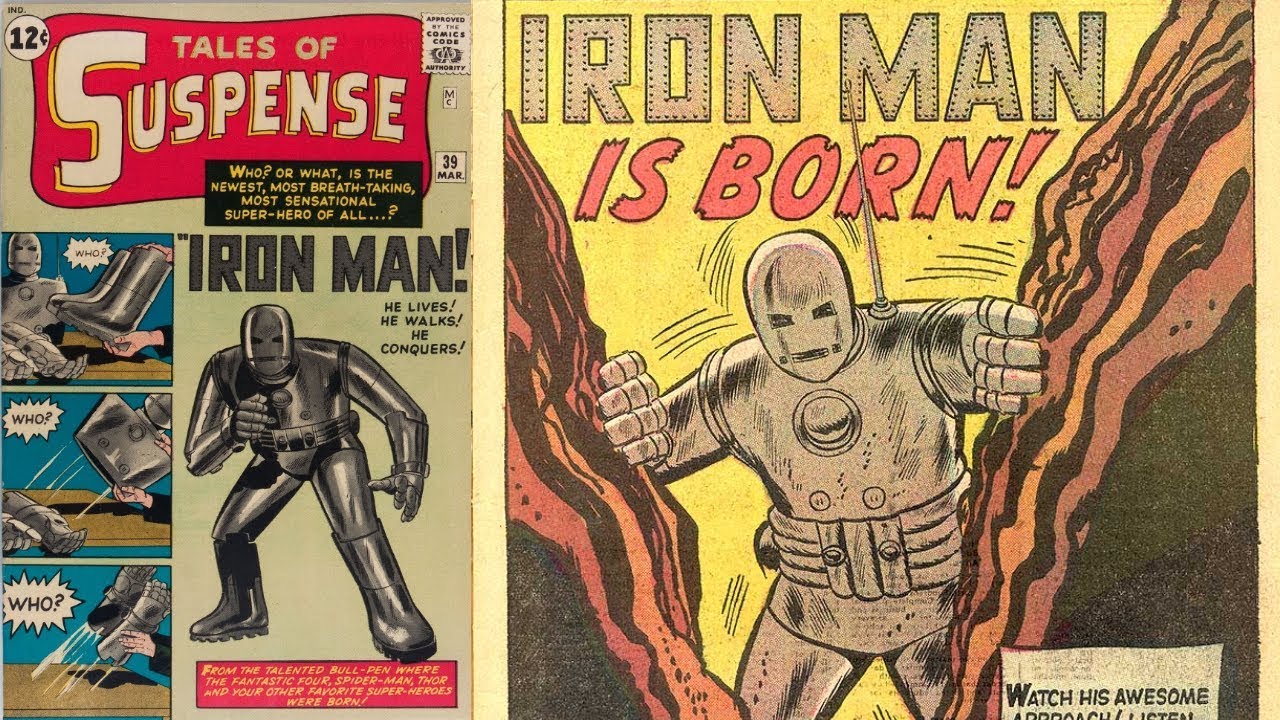 IND.
12¢
APPROVED
BY THE
COMICS
CODE
AUTHORITY
TALES OF
SUSPENSE
M
C
39
MAR.
WHO? OR WHAT, IS THE
NEWEST, MOST BREATH-TAKING,
MOST SENSATIONAL
SUPER-HERO OF ALL...?
"IRON MAN!
HE LIVES!
HE WALKS!
HE
CONQUERS!
WHO?
WHO?
WHO?
FROM THE TALENTED BULL-PEN WHERE
THE FANTASTIC FOUR, SPIDER-MAN, THOR
AND YOUR OTHER FAVORITE SUPER-HEROES
WERE BORN!
IRON MAN
IS BORN!
WATCH HIS AWESOME
APPROACH! LISTEN